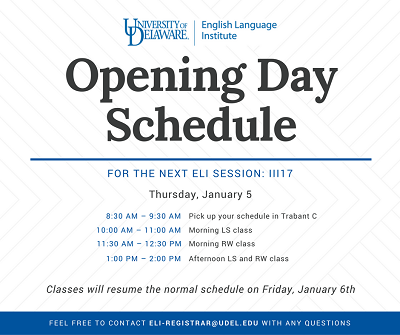 UNIVERSITY OF DELAWARE.
English Language Institute
Opening Day
Schedule
FOR THE NEXT ELI SESSION: III17
Thursday, January 5
8:30 AM – 9:30 AM Pick up your schedule in Trabant C
10:00 AM – 11:00 AM Morning LS class
11:30 AM – 12:30 PM Morning RW class
1:00 PM – 2:00 PM Afternoon LS and RW class
Classes will resume the normal schedule on Friday, January 6th
FEEL FREE TO CONTACT ELI-REGISTRAR@UDEL.EDU WITH ANY QUESTIONS